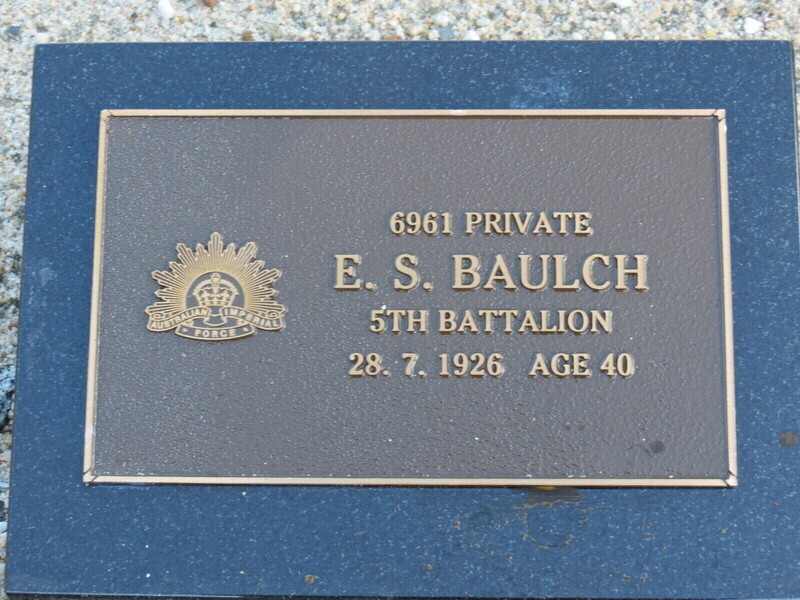 6961 PRIVATE
E. S. BAULCH
5TH BATTALION
28. 7. 1926 AGE 40
AUSTRALIAN IMPERIAL
FORCE